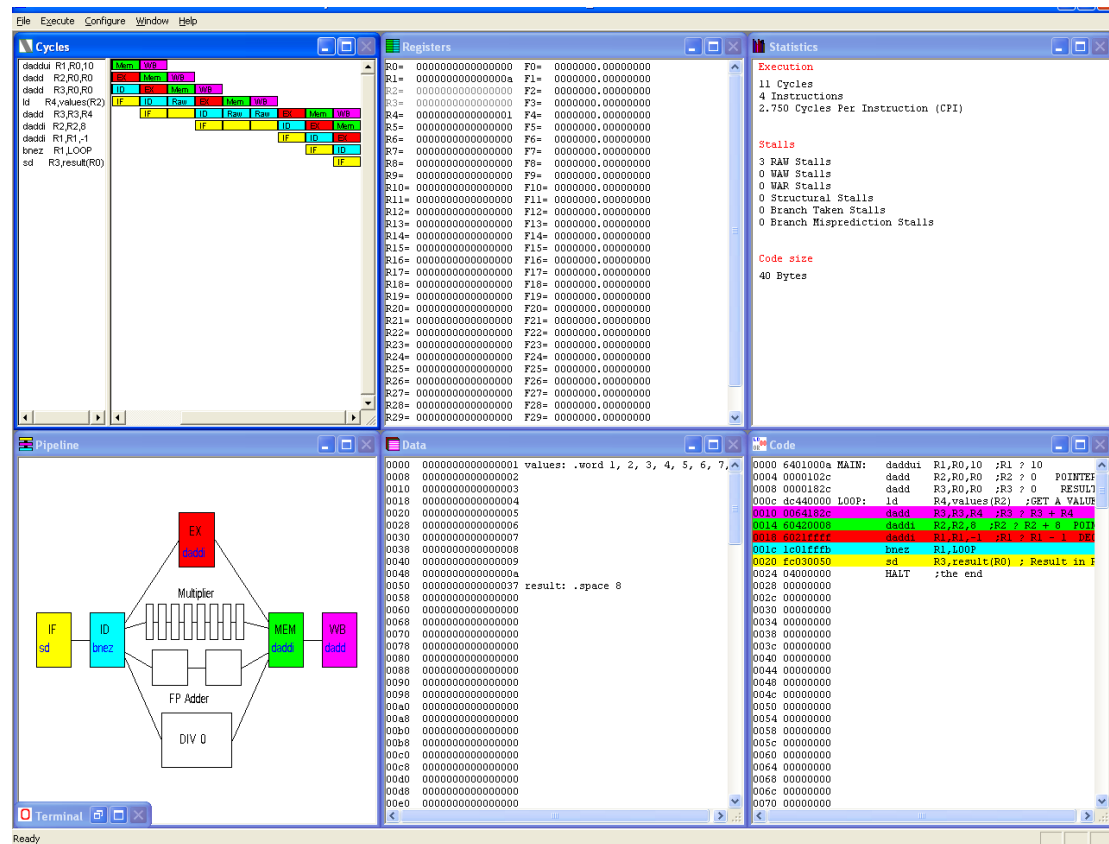 File Execute Configure Window Help
Cycles
daddui R1,R0,10 Mem WB
dadd R2,R0,R0 EX Mem WB
dadd R3,R0,R0 ID EX Mem WB
ld R4,values(R2) IF ID Raw EX Mem WB
dadd R3,R3,R4 IF ID Raw Raw EX Mem WB
daddi R2,R2,8 IF ID EX Mem
daddi R1,R1,-1 IF ID EX
bnez R1,LOOP IF ID
sd R3,result(R0) IF
Registers
R0= 0000000000000000 F0= 0000000.00000000
R1= 000000000000000a F1= 0000000.00000000
R2= 0000000000000000 F2= 0000000.00000000
R3= 0000000000000000 F3= 0000000.00000000
R4= 0000000000000001 F4= 0000000.00000000
R5= 0000000000000000 F5= 0000000.00000000
R6= 0000000000000000 F6= 0000000.00000000
R7= 0000000000000000 F7= 0000000.00000000
R8= 0000000000000000 F8= 0000000.00000000
R9= 0000000000000000 F9= 0000000.00000000
R10= 0000000000000000 F10= 0000000.00000000
R11= 0000000000000000 F11= 0000000.00000000
R12= 0000000000000000 F12= 0000000.00000000
R13= 0000000000000000 F13= 0000000.00000000
R14= 0000000000000000 F14= 0000000.00000000
R15= 0000000000000000 F15= 0000000.00000000
R16= 0000000000000000 F16= 0000000.00000000
R17= 0000000000000000 F17= 0000000.00000000
R18= 0000000000000000 F18= 0000000.00000000
R19= 0000000000000000 F19= 0000000.00000000
R20= 0000000000000000 F20= 0000000.00000000
R21= 0000000000000000 F21= 0000000.00000000
R22= 0000000000000000 F22= 0000000.00000000
R23= 0000000000000000 F23= 0000000.00000000
R24= 0000000000000000 F24= 0000000.00000000
R25= 0000000000000000 F25= 0000000.00000000
R26= 0000000000000000 F26= 0000000.00000000
R27= 0000000000000000 F27= 0000000.00000000
R28= 0000000000000000 F28= 0000000.00000000
R29= 0000000000000000 F29= 0000000.00000000
Statistics
Execution
11 Cycles
4 Instructions
2.750 Cycles Per Instruction (CPI)
Stalls
3 RAW Stalls
0 WAW Stalls
0 WAR Stalls
0 Structural Stalls
0 Branch Taken Stalls
0 Branch Misprediction Stalls
Code size
40 Bytes
Pipeline
EX
daddi
Multiplier
IF ID MEM WB
sd bnez daddi dadd
FP Adder
DIV 0
Terminal
Data
0000 0000000000000001 values: .word 1, 2, 3, 4, 5, 6, 7,
0008 0000000000000002
0010 0000000000000003
0018 0000000000000004
0020 0000000000000005
0028 0000000000000006
0030 0000000000000007
0038 0000000000000008
0040 0000000000000009
0048 000000000000000a
0050 0000000000000037 result: .space 8
0058 0000000000000000
0060 0000000000000000
0068 0000000000000000
0070 0000000000000000
0078 0000000000000000
0080 0000000000000000
0088 0000000000000000
0090 0000000000000000
0098 0000000000000000
00a0 0000000000000000
00a8 0000000000000000
00b0 0000000000000000
00b8 0000000000000000
00c0 0000000000000000
00c8 0000000000000000
00d0 0000000000000000
00d8 0000000000000000
00e0 0000000000000000
Code
0000 6401000a MAIN: daddui R1,R0,10 ;R1 ? 10
0004 0000102c dadd R2,R0,R0 ;R2 ? 0 POINTER
0008 0000182c dadd R3,R0,R0 ;R3 ? 0 RESULT
000c dc440000 LOOP: ld R4,values(R2) ;GET A VALUE
0010 0064182c dadd R3,R3,R4 ;R3 ? R3 + R4
0014 60420008 daddi R2,R2,8 ;R2 ? R2 + 8 POIN
0018 6021ffff daddi R1,R1,-1 ;R1 ? R1 - 1 DEC
001c 1c01fffb bnez R1,LOOP
0020 fc030050 sd R3,result(R0) ; Result in R
0024 04000000 HALT ;the end
0028 00000000
002c 00000000
0030 00000000
0034 00000000
0038 00000000
003c 00000000
0040 00000000
0044 00000000
0048 00000000
004c 00000000
0050 00000000
0054 00000000
0058 00000000
005c 00000000
0060 00000000
0064 00000000
0068 00000000
006c 00000000
0070 00000000
Ready